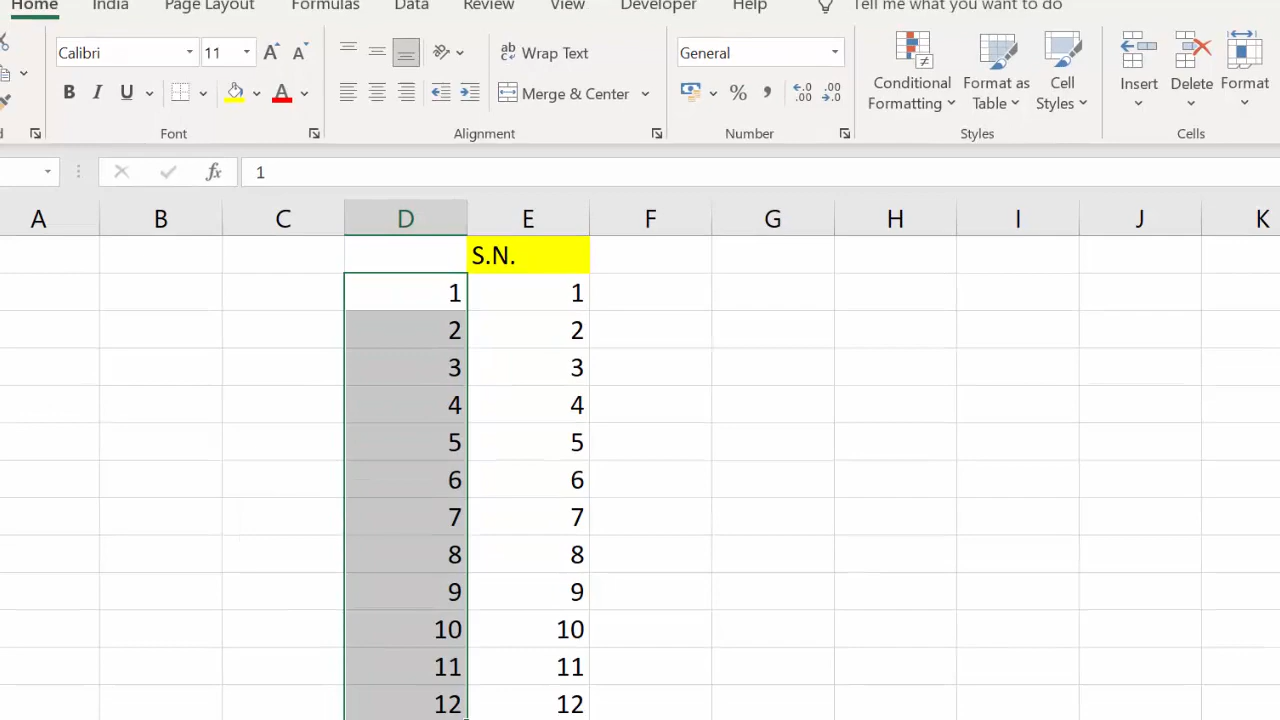 Home India Page Layout Formulas Data Review View Developer Help Tell me what you want to do
Calibri 11 A A ab Wrap Text General
B I U A Merge & Center % , .00
Conditional Formatting Format as Table Cell Styles Insert Delete Format
Font Alignment Number Styles Cells
fx 1
A B C D E F G H I J K
S.N.
1 1
2 2
3 3
4 4
5 5
6 6
7 7
8 8
9 9
10 10
11 11
12 12